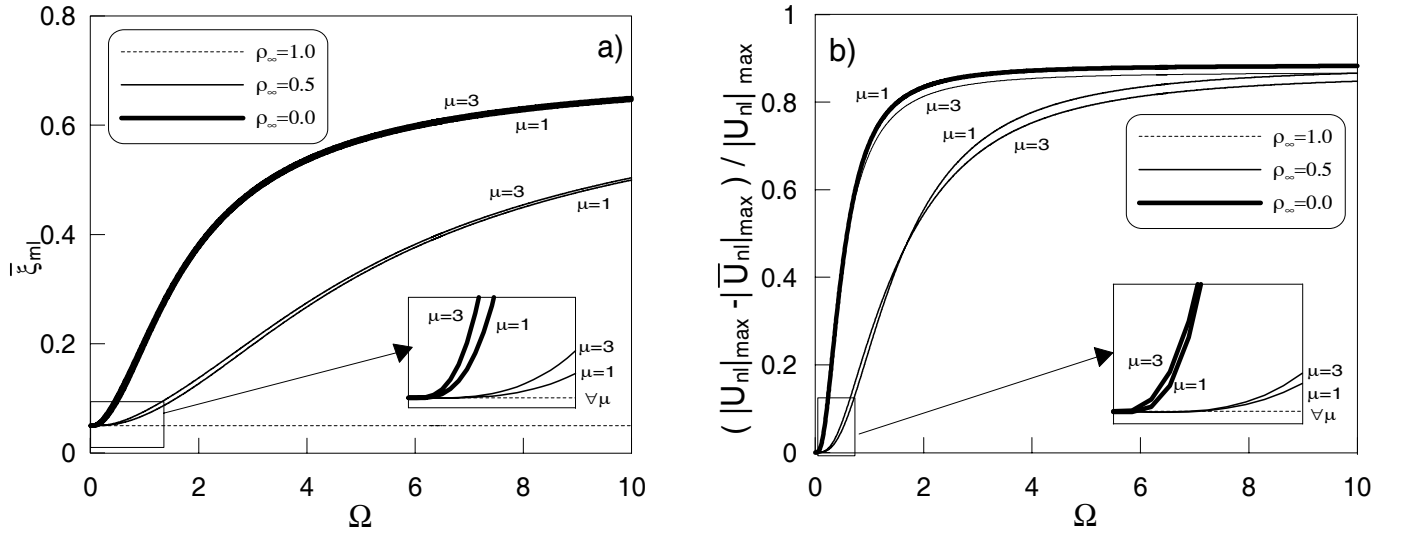 0.8
0.6
0.4
0.2
0
0
2
4
6
8
10
ξ̅ml
Ω
a)
ρ∞=1.0
ρ∞=0.5
ρ∞=0.0
μ=3
μ=1
μ=3
μ=1
μ=3
μ=1
μ=3
μ=1
∀μ
1
0.8
0.6
0.4
0.2
0
0
2
4
6
8
10
( |Unl|max -|U̅nl|max ) / |Unl| max
Ω
b)
μ=1
μ=3
μ=1
μ=3
ρ∞=1.0
ρ∞=0.5
ρ∞=0.0
μ=3
μ=1
μ=3
μ=1
∀μ